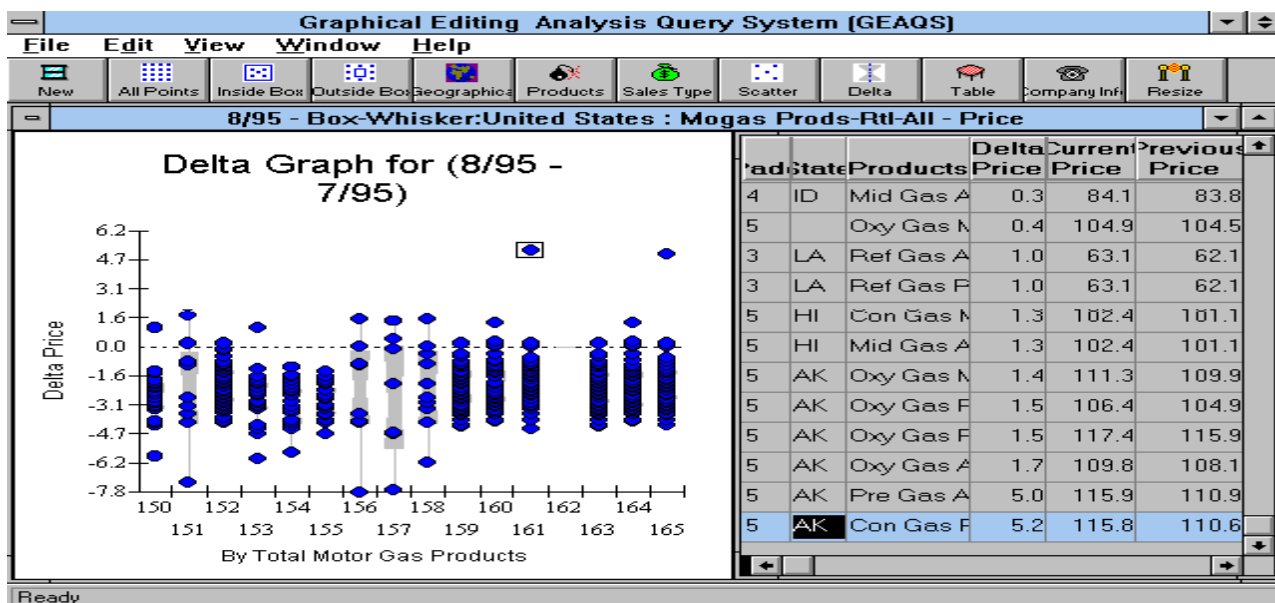 Graphical Editing Analysis Query System (GEAQS)
File Edit View Window Help
New All Points Inside Box Outside Box Geographica Products Sales Type Scatter Delta Table Company Info Resize
8/95 - Box-Whisker:United States : Mogas Prods-Rtl-All - Price
Delta Graph for (8/95 -
7/95)
6.2
4.7
3.1
1.6
0.0
-1.6
-3.1
-4.7
-6.2
-7.8
Delta Price
150 152 154 156 158 160 162 164
151 153 155 157 159 161 163 165
By Total Motor Gas Products
Delta Current Previous
Pad State Products Price Price Price
4 ID Mid Gas A 0.3 84.1 83.8
5 Oxy Gas M 0.4 104.9 104.5
3 LA Ref Gas A 1.0 63.1 62.1
3 LA Ref Gas P 1.0 63.1 62.1
5 HI Con Gas M 1.3 102.4 101.1
5 HI Mid Gas A 1.3 102.4 101.1
5 AK Oxy Gas M 1.4 111.3 109.9
5 AK Oxy Gas P 1.5 106.4 104.9
5 AK Oxy Gas P 1.5 117.4 115.9
5 AK Oxy Gas A 1.7 109.8 108.1
5 AK Pre Gas A 5.0 115.9 110.9
5 AK Con Gas P 5.2 115.8 110.6
Ready